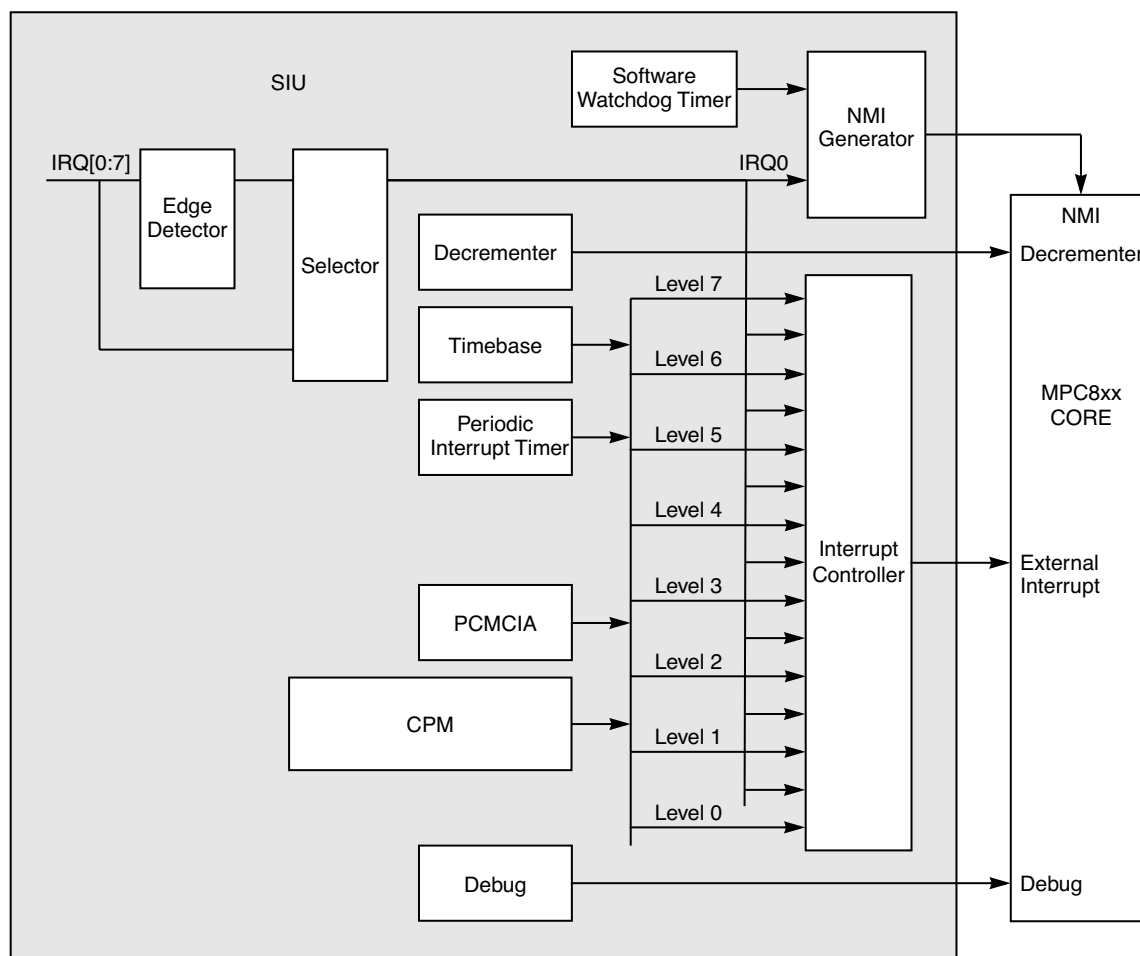 SIU
Software
Watchdog Timer
NMI
Generator
IRQ[0:7]
IRQ0
Edge
Detector
Selector
NMI
Decrementer
Decrementer
Level 7
Timebase
Level 6
MPC8xx
CORE
Periodic
Interrupt Timer
Level 5
Level 4
Interrupt
Controller
External
Interrupt
Level 3
PCMCIA
Level 2
CPM
Level 1
Level 0
Debug
Debug